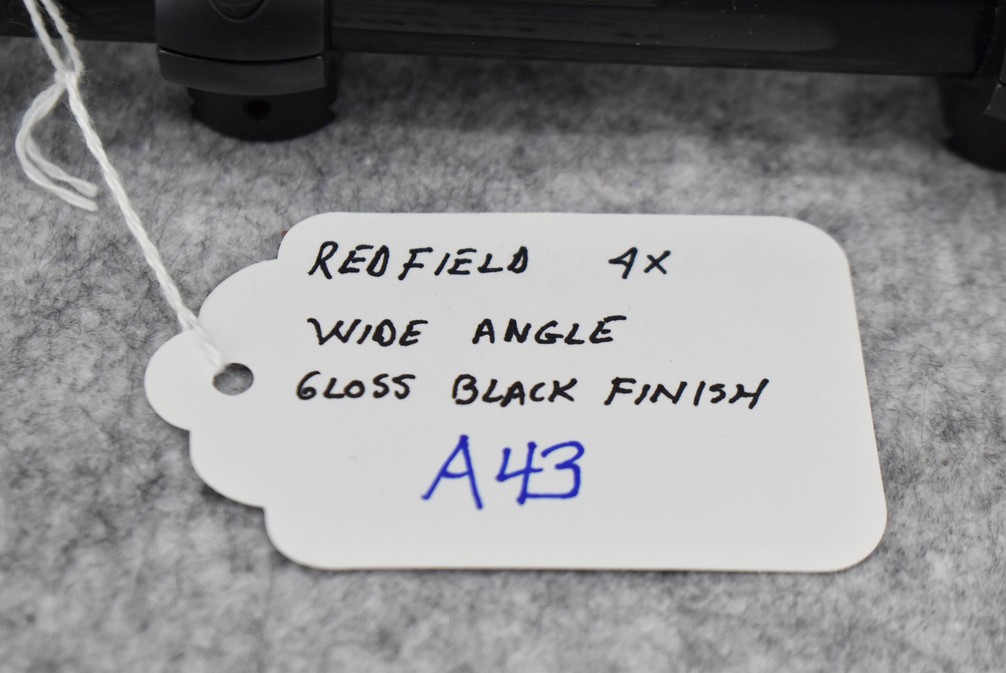 REDFIELD 4X
WIDE ANGLE
GLOSS BLACK FINISH
A43